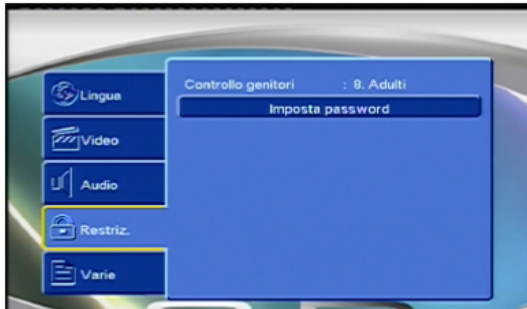 Lingua
Video
Audio
Restriz.
Varie
Controllo genitori : 8. Adulti
Imposta password